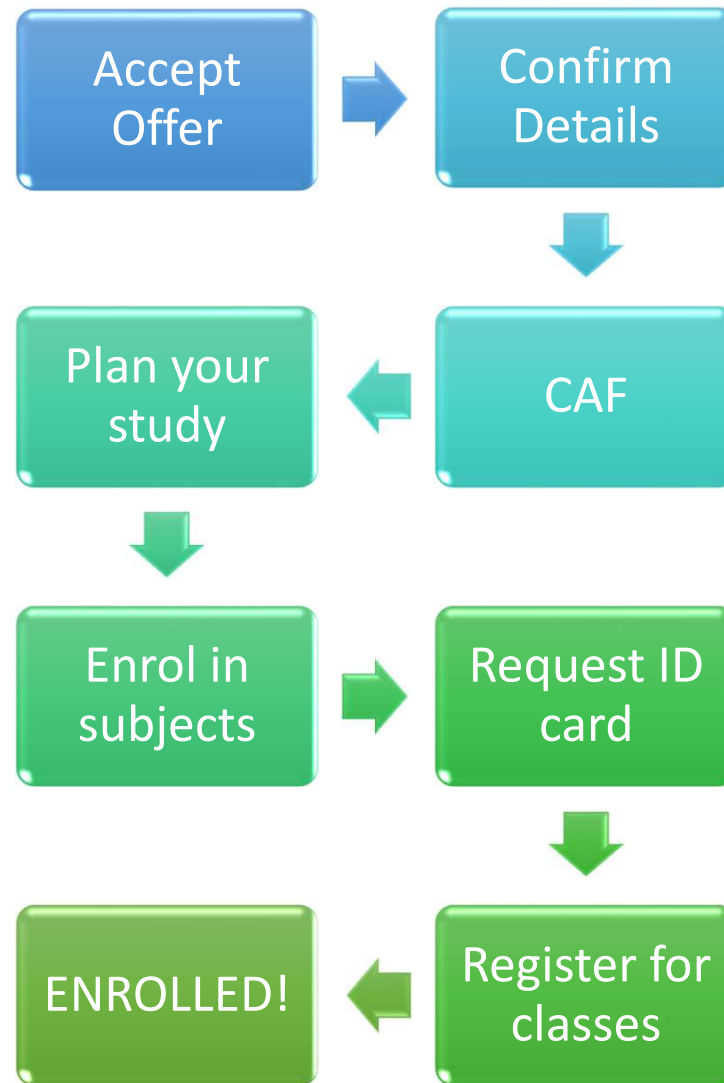 Accept
Offer
Confirm
Details
CAF
Plan your
study
Enrol in
subjects
Request ID
card
Register for
classes
ENROLLED!